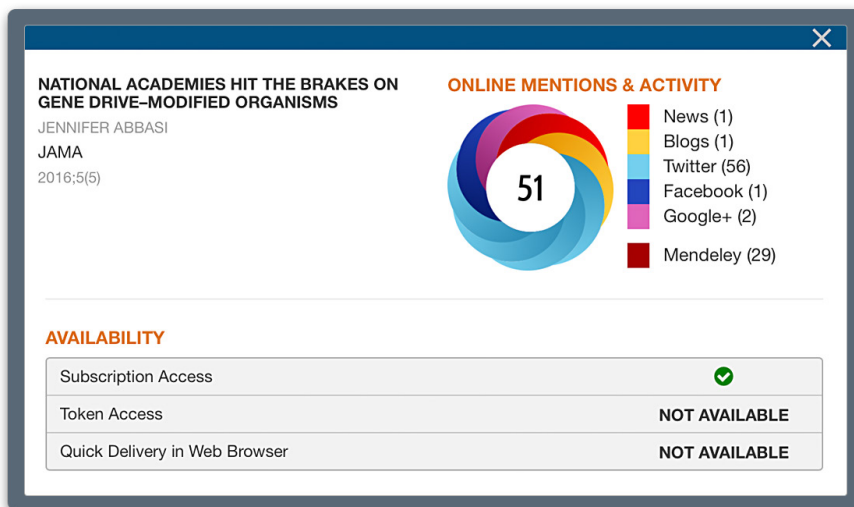 NATIONAL ACADEMIES HIT THE BRAKES ON
GENE DRIVE–MODIFIED ORGANISMS
JENNIFER ABBASI
JAMA
2016;5(5)
ONLINE MENTIONS & ACTIVITY
51
News (1)
Blogs (1)
Twitter (56)
Facebook (1)
Google+ (2)
Mendeley (29)
AVAILABILITY
Subscription Access
Token Access NOT AVAILABLE
Quick Delivery in Web Browser NOT AVAILABLE